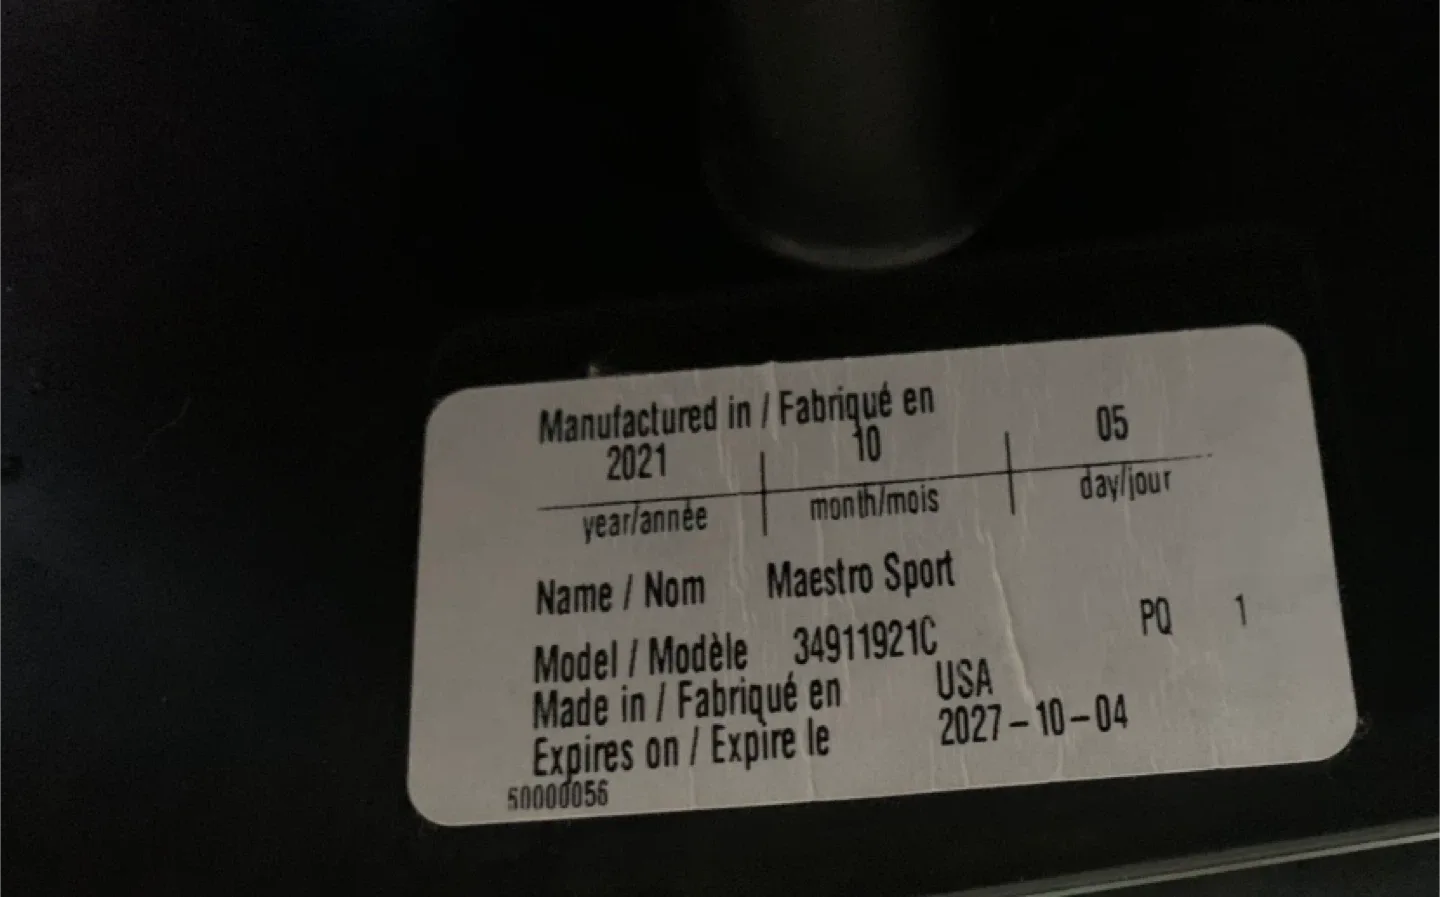 Manufactured in / Fabriqué en
2021 10 05
year/année month/mois day/jour
Name / Nom Maestro Sport
Model / Modèle 34911921C PQ 1
Made in / Fabriqué en USA
Expires on / Expire le 2027-10-04
50000056